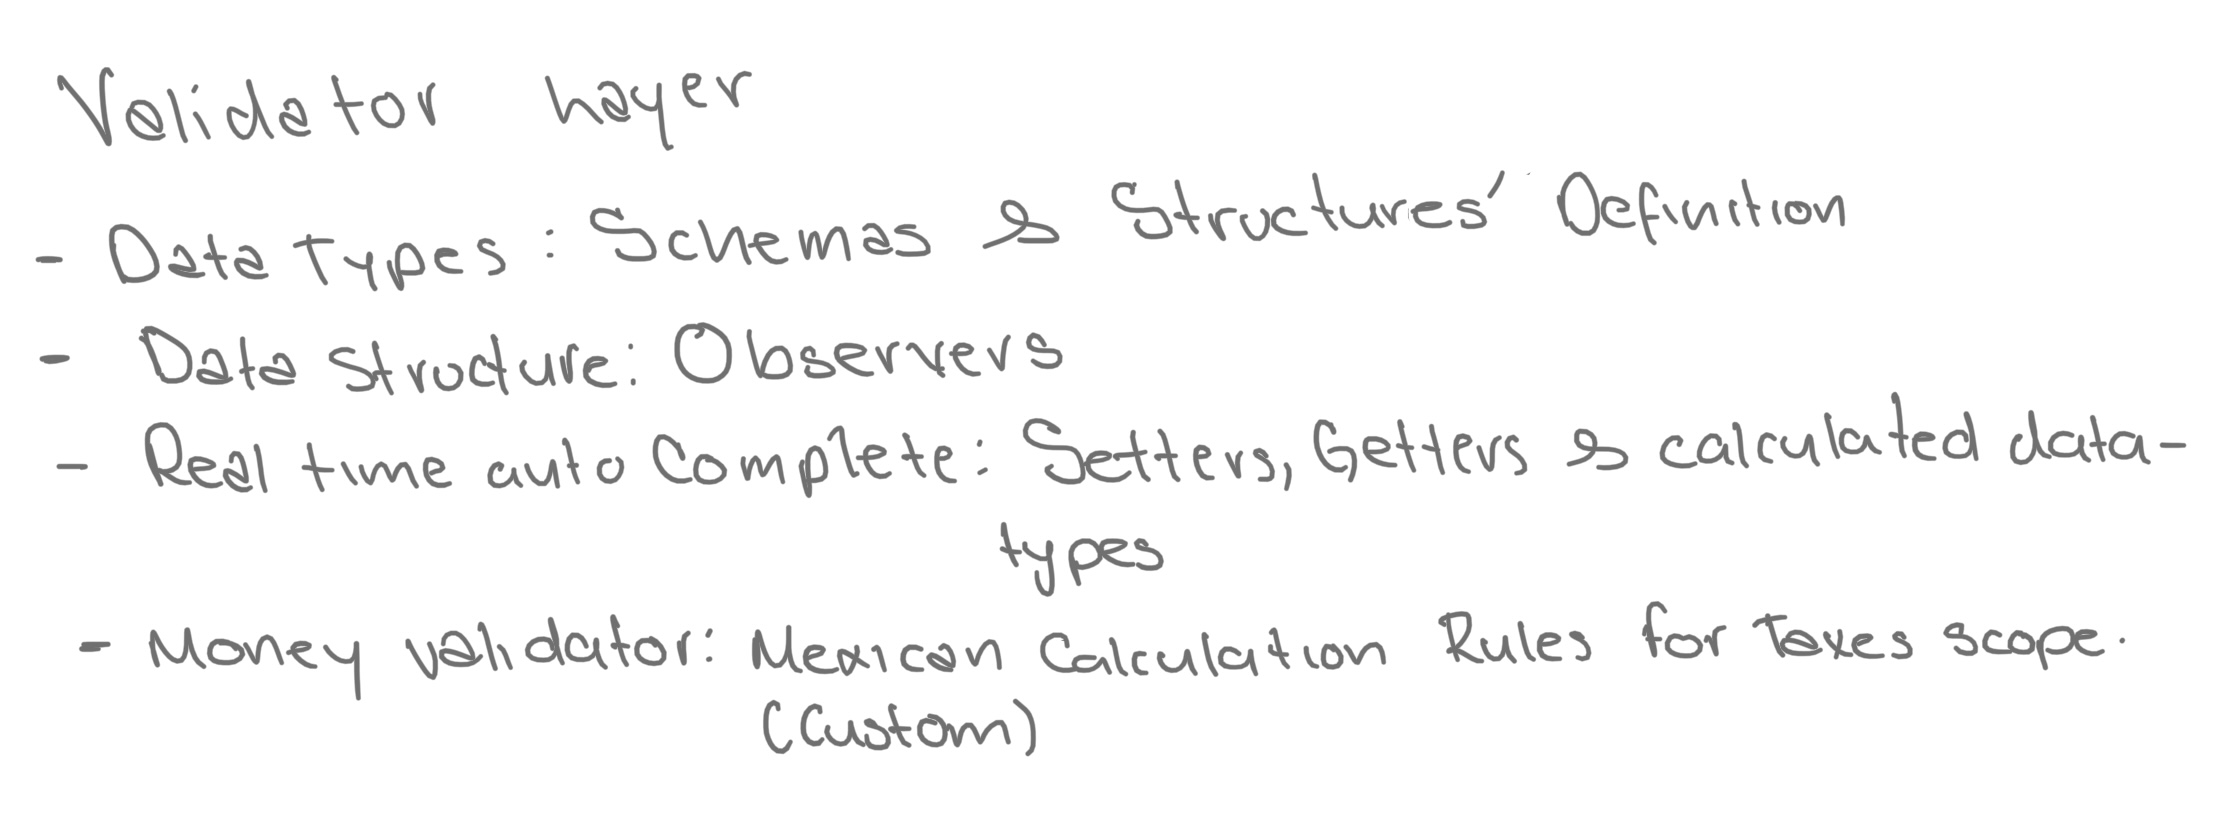 Validator Layer
- Data Types: Schemas & Structures' Definition
- Data Structure: Observers
- Real time auto Complete: Setters, Getters & calculated data-
types
- Money validator: Mexican Calculation Rules for Taxes scope.
(Custom)